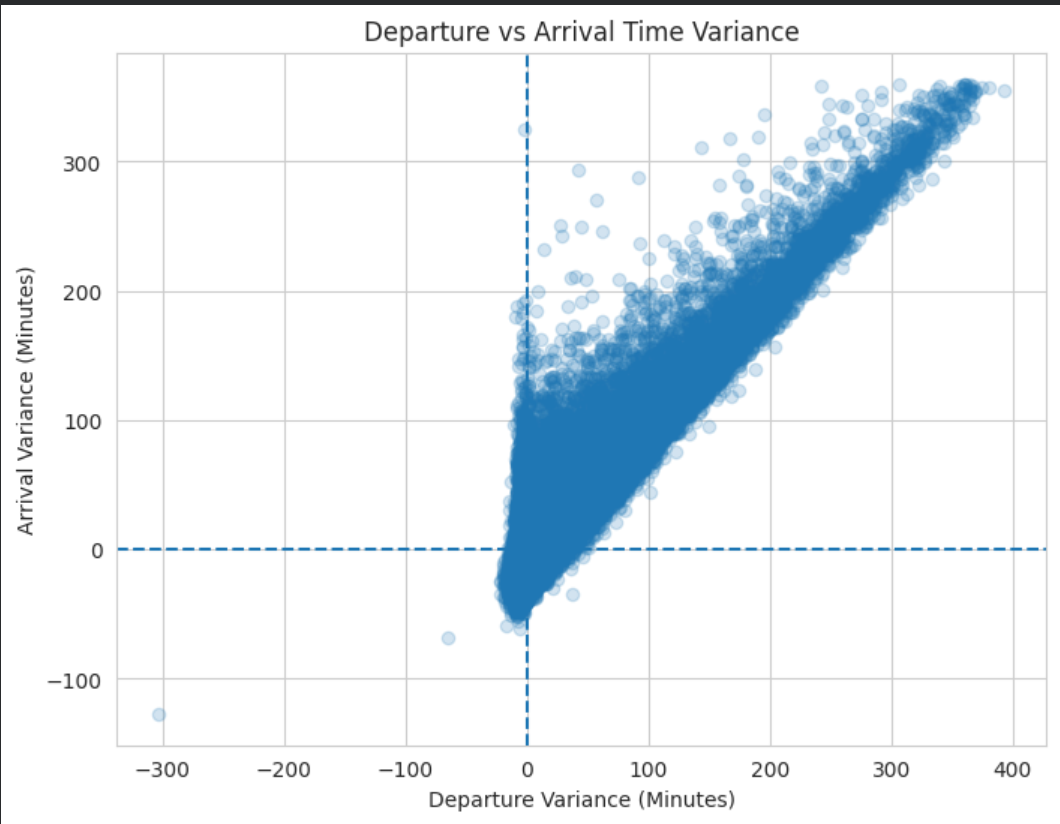 Departure vs Arrival Time Variance
300
200
100
0
−100
Arrival Variance (Minutes)
−300 −200 −100 0 100 200 300 400
Departure Variance (Minutes)